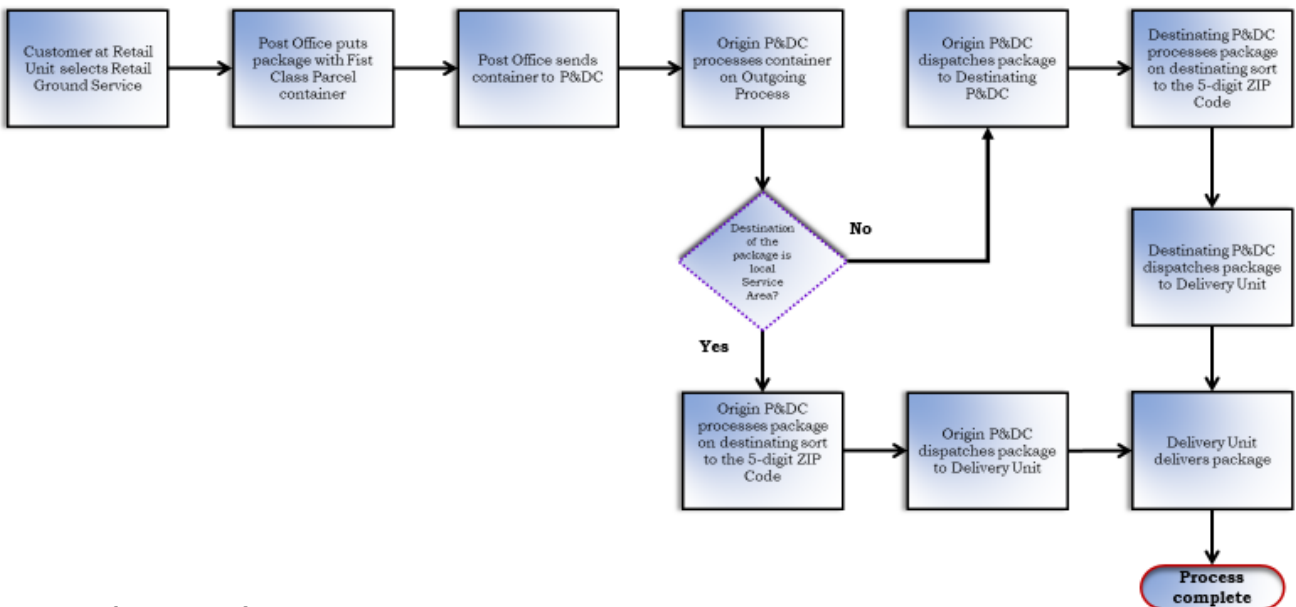 Customer at Retail
Unit selects Retail
Ground Service
Post Office puts
package with Fist
Class Parcel
container
Post Office sends
container to P&DC
Origin P&DC
processes container
on Outgoing
Process
Origin P&DC
dispatches package
to Destinating
P&DC
Destinating P&DC
processes package
on destinating sort
to the 5-digit ZIP
Code
Destination
of the
package is
local
Service
Area?
No
Yes
Destinating P&DC
dispatches package
to Delivery Unit
Origin P&DC
processes package
on destinating sort
to the 5-digit ZIP
Code
Origin P&DC
dispatches package
to Delivery Unit
Delivery Unit
delivers package
Process
complete